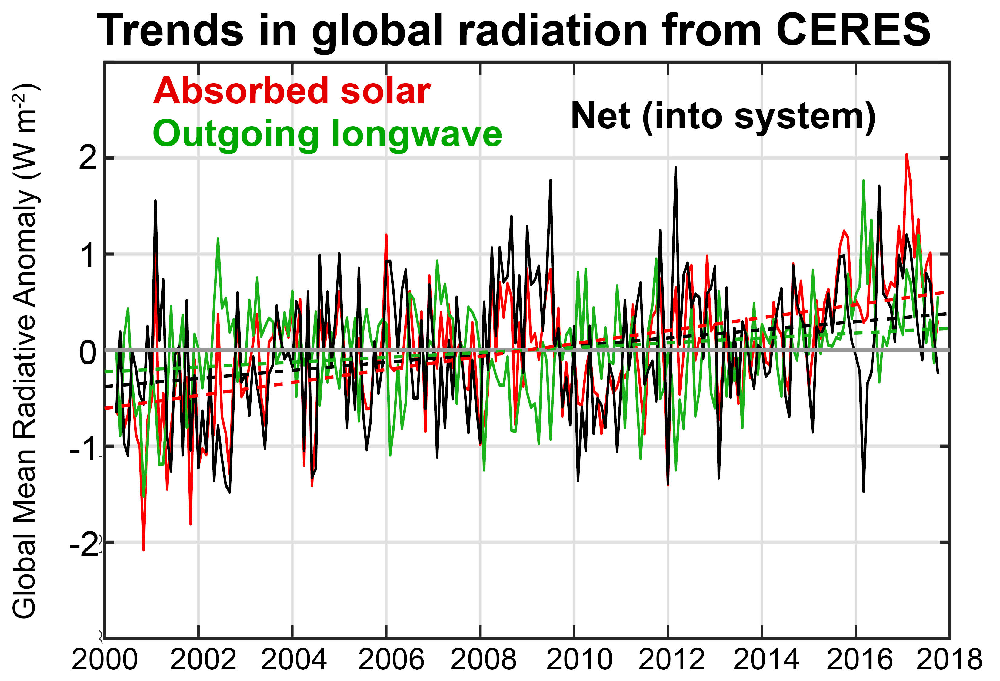 Trends in global radiation from CERES
Global Mean Radiative Anomaly (W m-2)
Absorbed solar
Outgoing longwave
Net (into system)
2
1
0
-1
-2
2000 2002 2004 2006 2008 2010 2012 2014 2016 2018